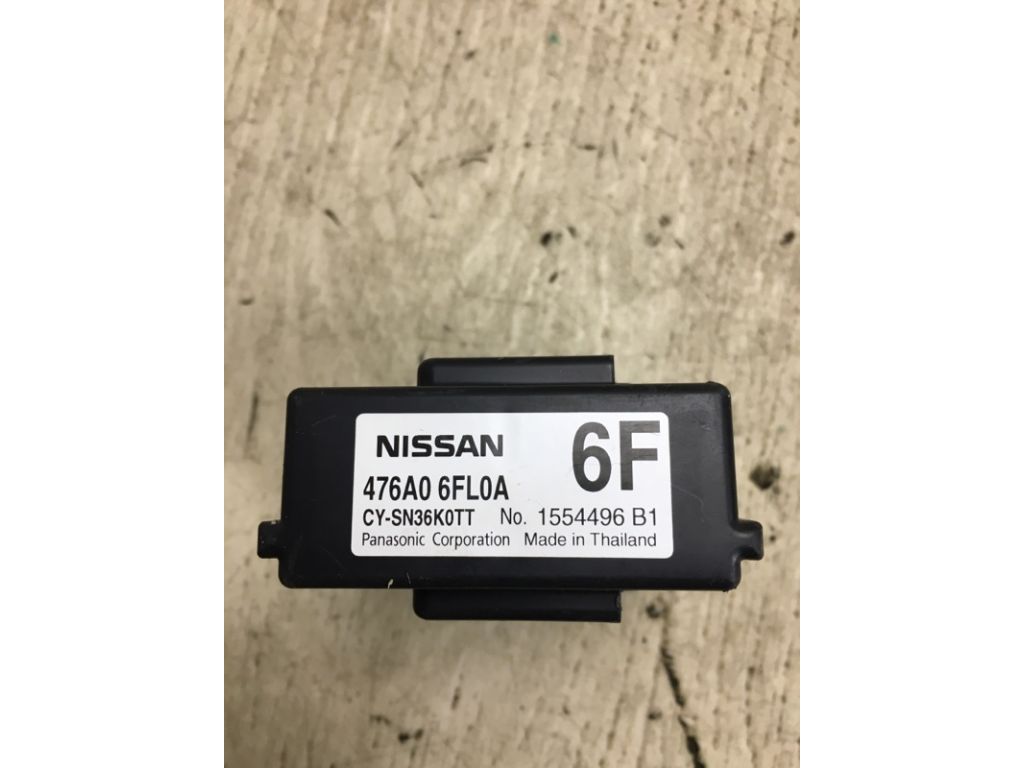 NISSAN 6F
476A0 6FL0A
CY-SN36K0TT No. 1554496 B1
Panasonic Corporation Made in Thailand